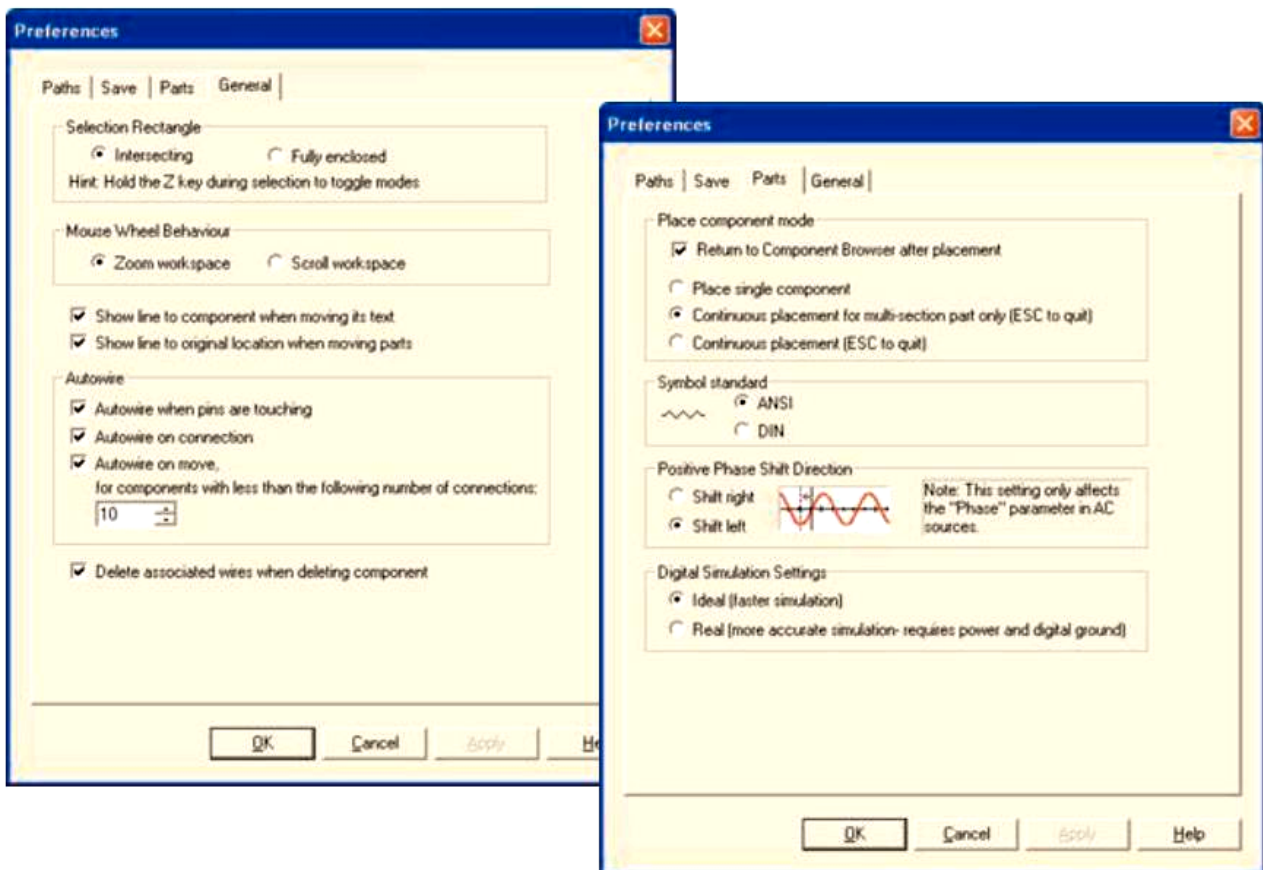 Preferences
Paths Save Parts General
Selection Rectangle
Intersecting Fully enclosed
Hint: Hold the Z key during selection to toggle modes
Mouse Wheel Behaviour
Zoom workspace Scroll workspace
Show line to component when moving its text
Show line to original location when moving parts
Autowire
Autowire when pins are touching
Autowire on connection
Autowire on move,
for components with less than the following number of connections:
10
Delete associated wires when deleting component
OK Cancel Apply He
Preferences
Paths Save Parts General
Place component mode
Return to Component Browser after placement
Place single component
Continuous placement for multi-section part only (ESC to quit)
Continuous placement (ESC to quit)
Symbol standard
ANSI
DIN
Positive Phase Shift Direction
Shift right
Shift left
Note: This setting only affects
the "Phase" parameter in AC
sources.
Digital Simulation Settings
Ideal (faster simulation)
Real (more accurate simulation- requires power and digital ground)
OK Cancel Apply Help